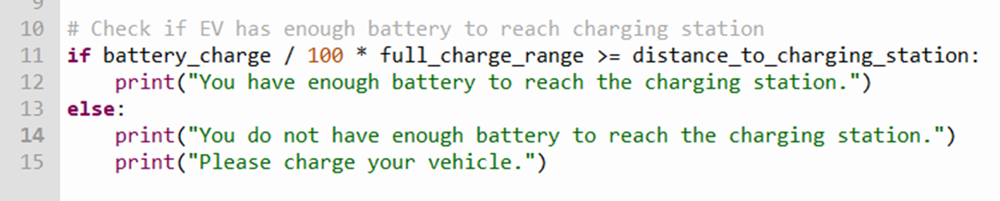 9
10 # Check if EV has enough battery to reach charging station
11 if battery_charge / 100 * full_charge_range >= distance_to_charging_station:
12     print("You have enough battery to reach the charging station.")
13 else:
14     print("You do not have enough battery to reach the charging station.")
15     print("Please charge your vehicle.")